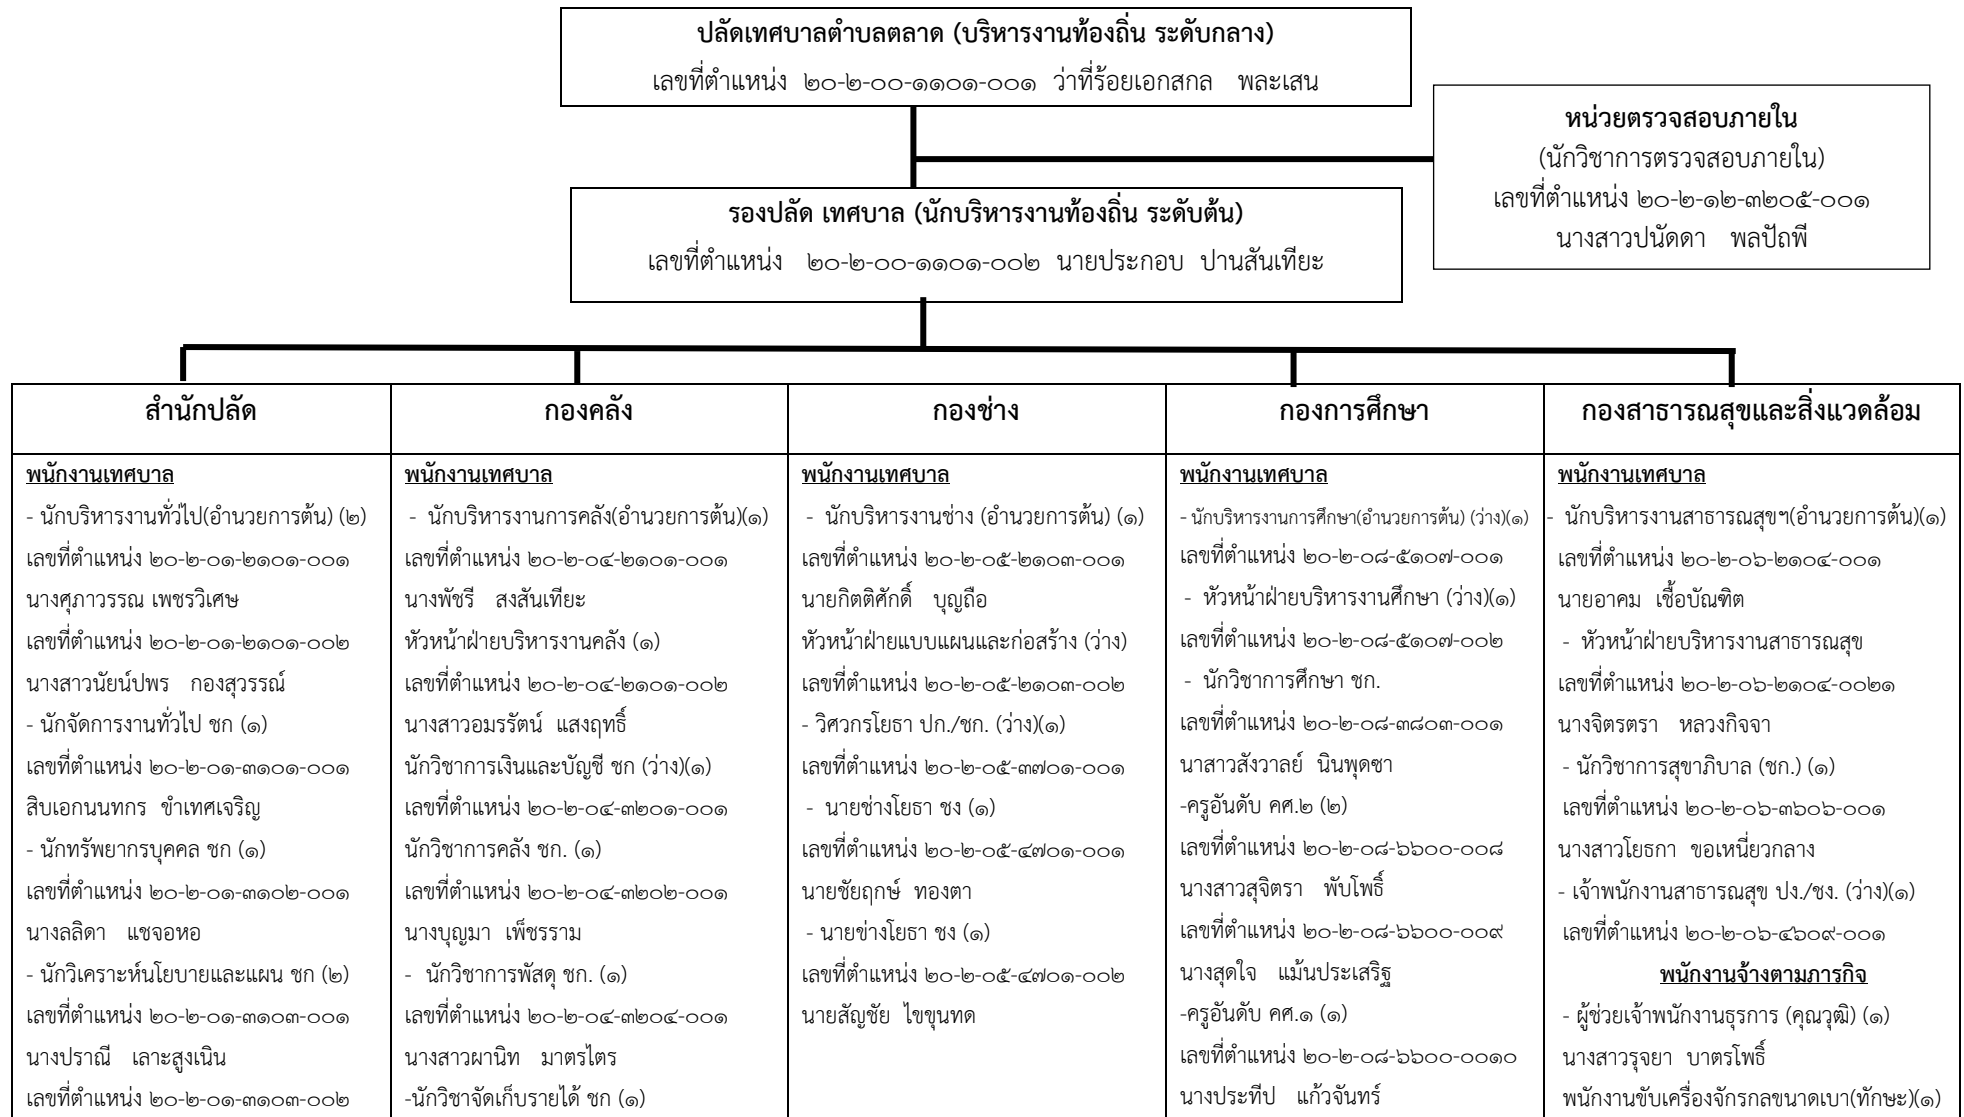 ปลัดเทศบาลตำบลตลาด (บริหารงานท้องถิ่น ระดับกลาง)
เลขที่ตำแหน่ง ๒๐-๒-๐๐-๑๑๐๑-๐๐๑ ว่าที่ร้อยเอกสกล พละเสน
หน่วยตรวจสอบภายใน
(นักวิชาการตรวจสอบภายใน)
เลขที่ตำแหน่ง ๒๐-๒-๑๒-๓๒๐๕-๐๐๑
นางสาวปนัดดา พลปัถพี
รองปลัด เทศบาล (นักบริหารงานท้องถิ่น ระดับต้น)
เลขที่ตำแหน่ง ๒๐-๒-๐๐-๑๑๐๑-๐๐๒ นายประกอบ ปานสันเทียะ
สำนักปลัด
พนักงานเทศบาล
- นักบริหารงานทั่วไป(อำนวยการต้น) (๒)
เลขที่ตำแหน่ง ๒๐-๒-๐๑-๒๑๐๑-๐๐๑
นางศุภาวรรณ เพชรวิเศษ
เลขที่ตำแหน่ง ๒๐-๒-๐๑-๒๑๐๑-๐๐๒
นางสาวนัยน์ปพร กองสุวรรณ์
- นักจัดการงานทั่วไป ชก (๑)
เลขที่ตำแหน่ง ๒๐-๒-๐๑-๓๑๐๑-๐๐๑
สิบเอกนนทกร ขำเทศเจริญ
- นักทรัพยากรบุคคล ชก (๑)
เลขที่ตำแหน่ง ๒๐-๒-๐๑-๓๑๐๒-๐๐๑
นางลลิดา แชจอหอ
- นักวิเคราะห์นโยบายและแผน ชก (๒)
เลขที่ตำแหน่ง ๒๐-๒-๐๑-๓๑๐๓-๐๐๑
นางปราณี เลาะสูงเนิน
เลขที่ตำแหน่ง ๒๐-๒-๐๑-๓๑๐๓-๐๐๒
กองคลัง
พนักงานเทศบาล
- นักบริหารงานการคลัง(อำนวยการต้น)(๑)
เลขที่ตำแหน่ง ๒๐-๒-๐๔-๒๑๐๑-๐๐๑
นางพัชรี สงสันเทียะ
หัวหน้าฝ่ายบริหารงานคลัง (๑)
เลขที่ตำแหน่ง ๒๐-๒-๐๔-๒๑๐๑-๐๐๒
นางสาวอมรรัตน์ แสงฤทธิ์
นักวิชาการเงินและบัญชี ชก (ว่าง)(๑)
เลขที่ตำแหน่ง ๒๐-๒-๐๔-๓๒๐๑-๐๐๑
นักวิชาการคลัง ชก. (๑)
เลขที่ตำแหน่ง ๒๐-๒-๐๔-๓๒๐๒-๐๐๑
นางบุญมา เพ็ชรราม
- นักวิชาการพัสดุ ชก. (๑)
เลขที่ตำแหน่ง ๒๐-๒-๐๔-๓๒๐๔-๐๐๑
นางสาวผานิท มาตรไตร
-นักวิชาจัดเก็บรายได้ ชก (๑)
กองช่าง
พนักงานเทศบาล
- นักบริหารงานช่าง (อำนวยการต้น) (๑)
เลขที่ตำแหน่ง ๒๐-๒-๐๕-๒๑๐๓-๐๐๑
นายกิตติศักดิ์ บุญถือ
หัวหน้าฝ่ายแบบแผนและก่อสร้าง (ว่าง)
เลขที่ตำแหน่ง ๒๐-๒-๐๕-๒๑๐๓-๐๐๒
- วิศวกรโยธา ปก./ชก. (ว่าง)(๑)
เลขที่ตำแหน่ง ๒๐-๒-๐๕-๓๗๐๑-๐๐๑
- นายช่างโยธา ชง (๑)
เลขที่ตำแหน่ง ๒๐-๒-๐๕-๔๗๐๑-๐๐๑
นายชัยฤกษ์ ทองตา
- นายข่างโยธา ชง (๑)
เลขที่ตำแหน่ง ๒๐-๒-๐๕-๔๗๐๑-๐๐๒
นายสัญชัย ไขขุนทด
กองการศึกษา
พนักงานเทศบาล
- นักบริหารงานการศึกษา(อำนวยการต้น) (ว่าง)(๑)
เลขที่ตำแหน่ง ๒๐-๒-๐๘-๕๑๐๗-๐๐๑
- หัวหน้าฝ่ายบริหารงานศึกษา (ว่าง)(๑)
เลขที่ตำแหน่ง ๒๐-๒-๐๘-๕๑๐๗-๐๐๒
- นักวิชาการศึกษา ชก.
เลขที่ตำแหน่ง ๒๐-๒-๐๘-๓๘๐๓-๐๐๑
นาสาวสังวาลย์ นินพุดซา
-ครูอันดับ คศ.๒ (๒)
เลขที่ตำแหน่ง ๒๐-๒-๐๘-๖๖๐๐-๐๐๘
นางสาวสุจิตรา พับโพธิ์
เลขที่ตำแหน่ง ๒๐-๒-๐๘-๖๖๐๐-๐๐๙
นางสุดใจ แม้นประเสริฐ
-ครูอันดับ คศ.๑ (๑)
เลขที่ตำแหน่ง ๒๐-๒-๐๘-๖๖๐๐-๐๐๑๐
นางประทีป แก้วจันทร์
กองสาธารณสุขและสิ่งแวดล้อม
พนักงานเทศบาล
- นักบริหารงานสาธารณสุขฯ(อำนวยการต้น)(๑)
เลขที่ตำแหน่ง ๒๐-๒-๐๖-๒๑๐๔-๐๐๑
นายอาคม เชื้อบัณฑิต
- หัวหน้าฝ่ายบริหารงานสาธารณสุข
เลขที่ตำแหน่ง ๒๐-๒-๐๖-๒๑๐๔-๐๐๒๑
นางจิตรตรา หลวงกิจจา
- นักวิชาการสุขาภิบาล (ชก.) (๑)
เลขที่ตำแหน่ง ๒๐-๒-๐๖-๓๖๐๖-๐๐๑
นางสาวโยธกา ขอเหนี่ยวกลาง
- เจ้าพนักงานสาธารณสุข ปง./ชง. (ว่าง)(๑)
เลขที่ตำแหน่ง ๒๐-๒-๐๖-๔๖๐๙-๐๐๑
พนักงานจ้างตามภารกิจ
- ผู้ช่วยเจ้าพนักงานธุรการ (คุณวุฒิ) (๑)
นางสาวรุจยา บาตรโพธิ์
พนักงานขับเครื่องจักรกลขนาดเบา(ทักษะ)(๑)